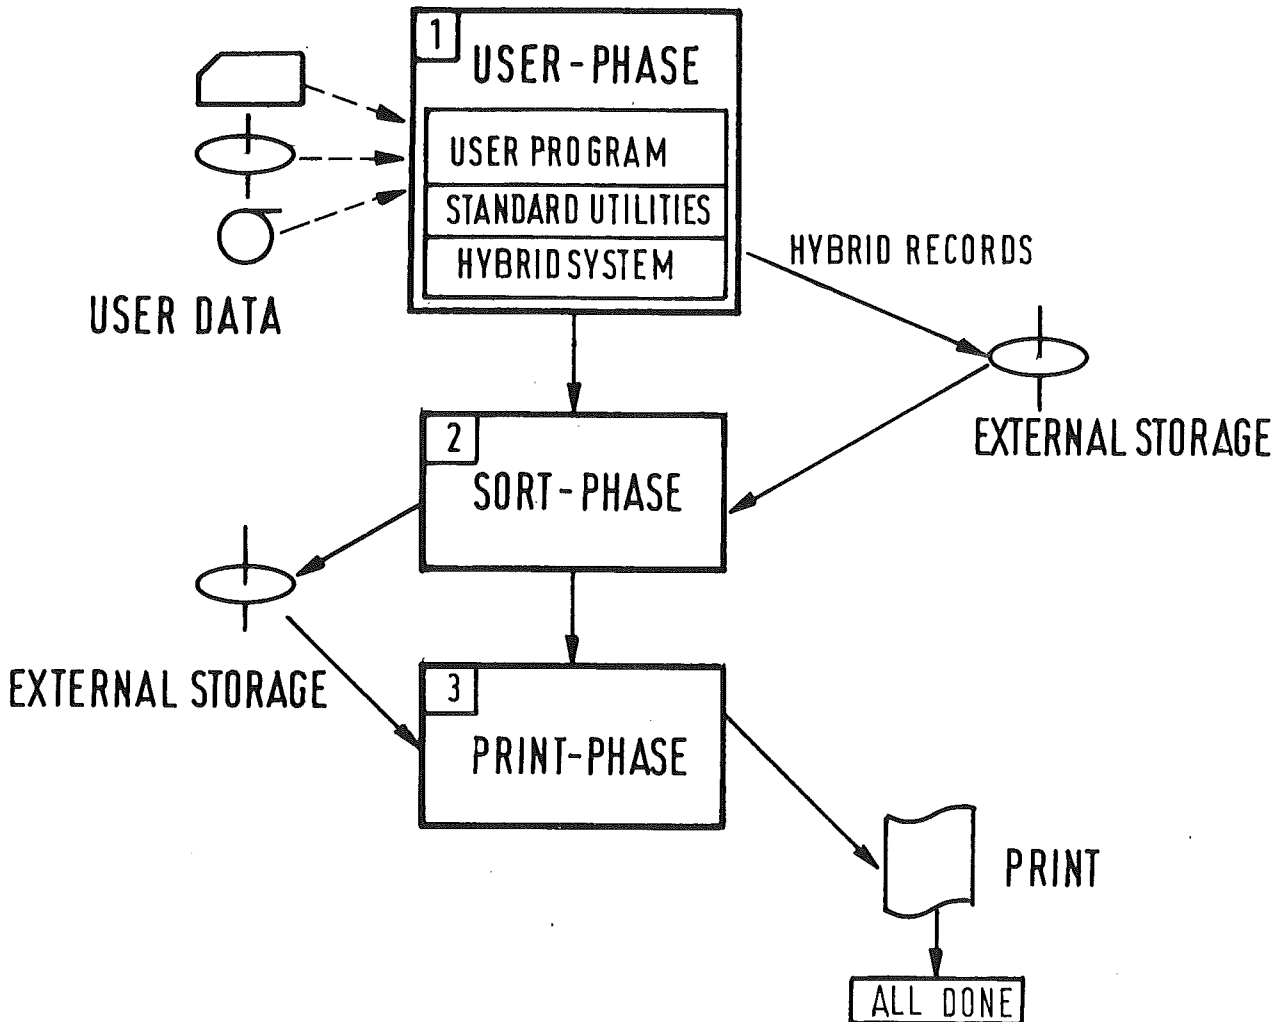 1
USER-PHASE
USER PROGRAM
STANDARD UTILITIES
HYBRID SYSTEM
USER DATA
HYBRID RECORDS
EXTERNAL STORAGE
2
SORT-PHASE
EXTERNAL STORAGE
3
PRINT-PHASE
PRINT
ALL DONE